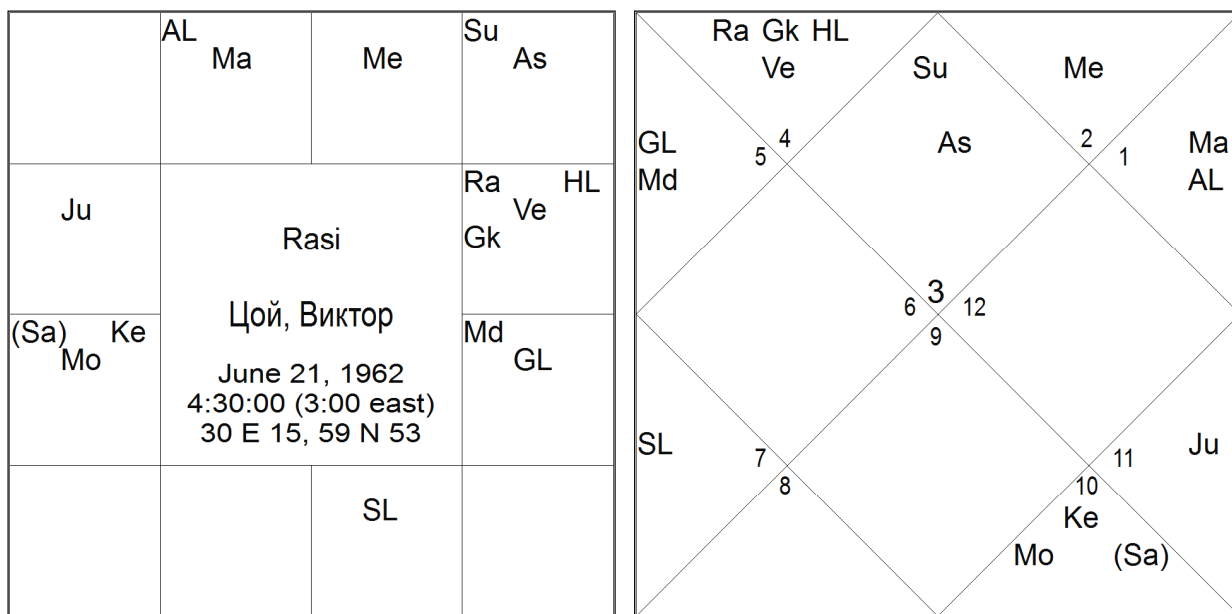 AL
Ma
Me
Su
As
Ju
Ra HL
Ve
Gk
Rasi
Цой, Виктор
June 21, 1962
4:30:00 (3:00 east)
30 E 15, 59 N 53
(Sa) Ke
Mo
Md
GL
SL
Ra Gk HL
Ve
Su
Me
As
GL
Md
4
5
2
1
Ma
AL
3
6
12
9
SL
7
8
11
10
Ju
Ke
Mo
(Sa)